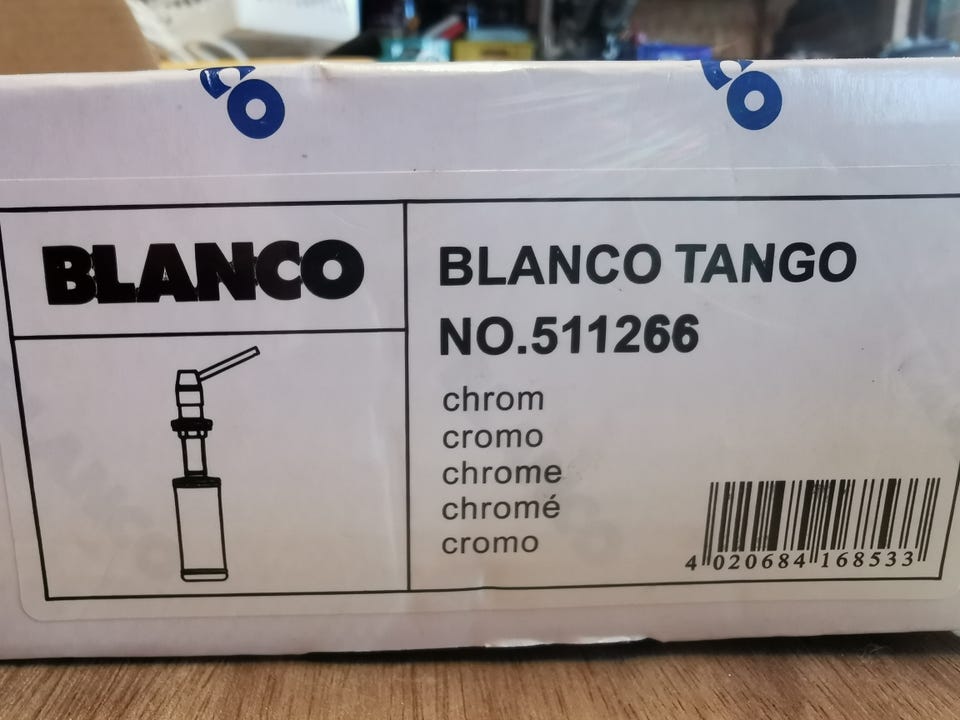 BLANCO
BLANCO TANGO
NO.511266
chrom
cromo
chrome
chromé
cromo
4 020684 168533